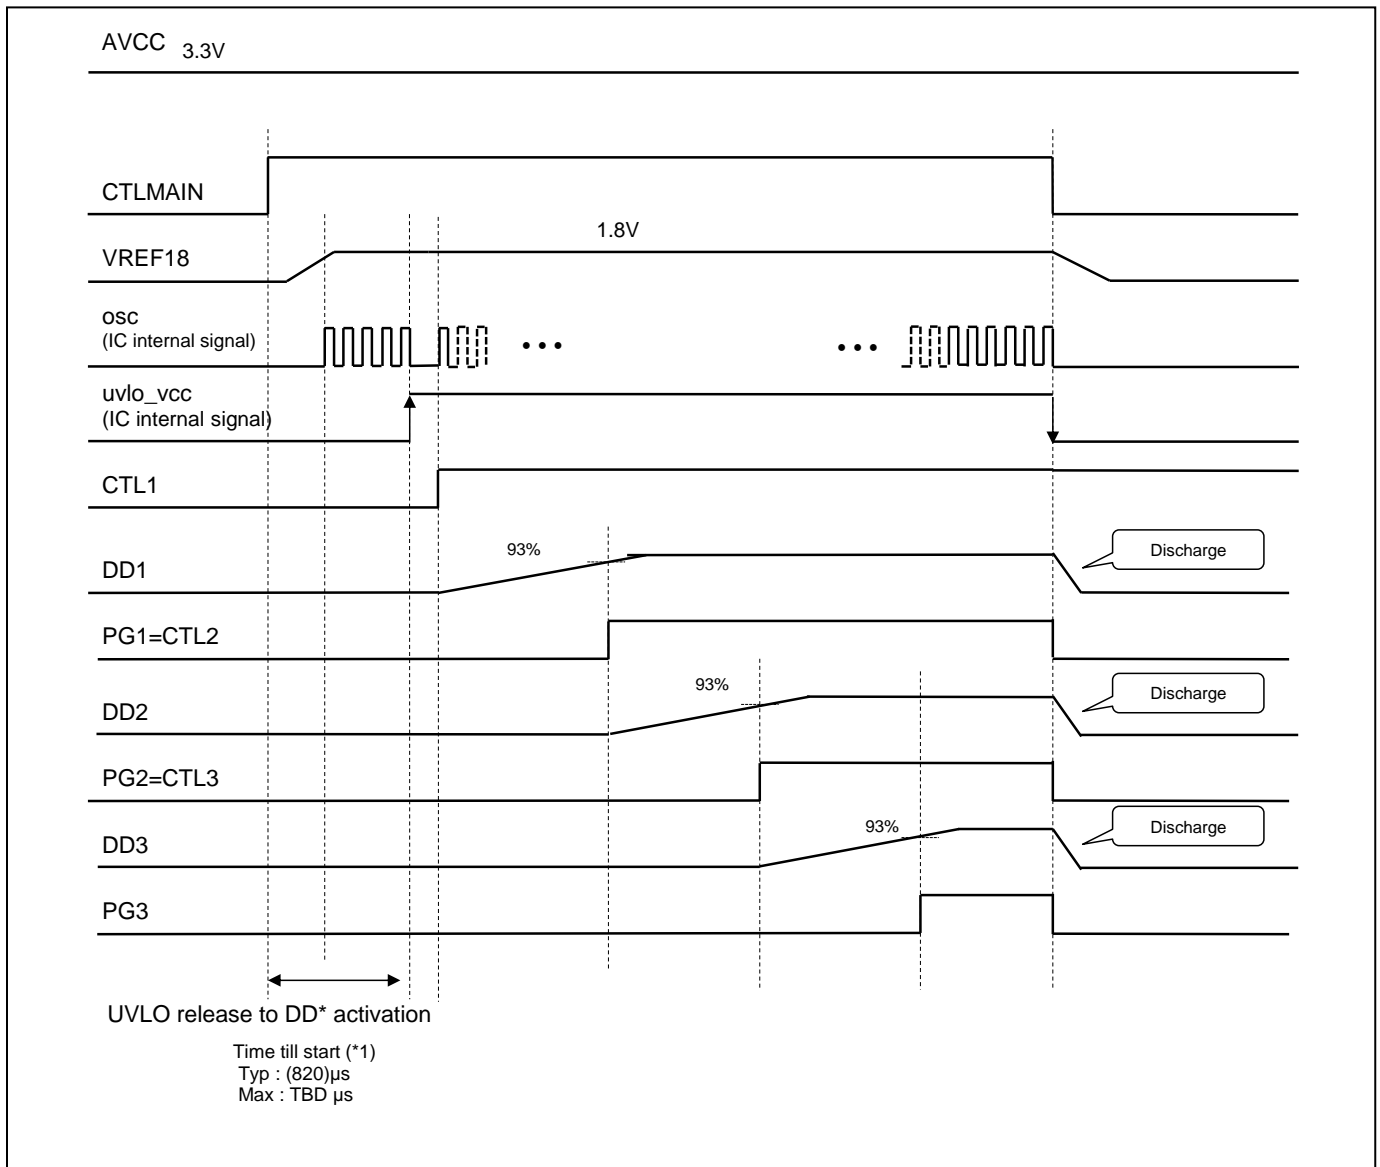 AVCC 3.3V
CTLMAIN
1.8V
VREF18
osc
(IC internal signal)
• • •
• • •
uvlo_vcc
(IC internal signal)
CTL1
93%
Discharge
DD1
PG1=CTL2
93%
Discharge
DD2
PG2=CTL3
93%
Discharge
DD3
PG3
UVLO release to DD* activation
Time till start (*1)
Typ : (820)µs
Max : TBD µs